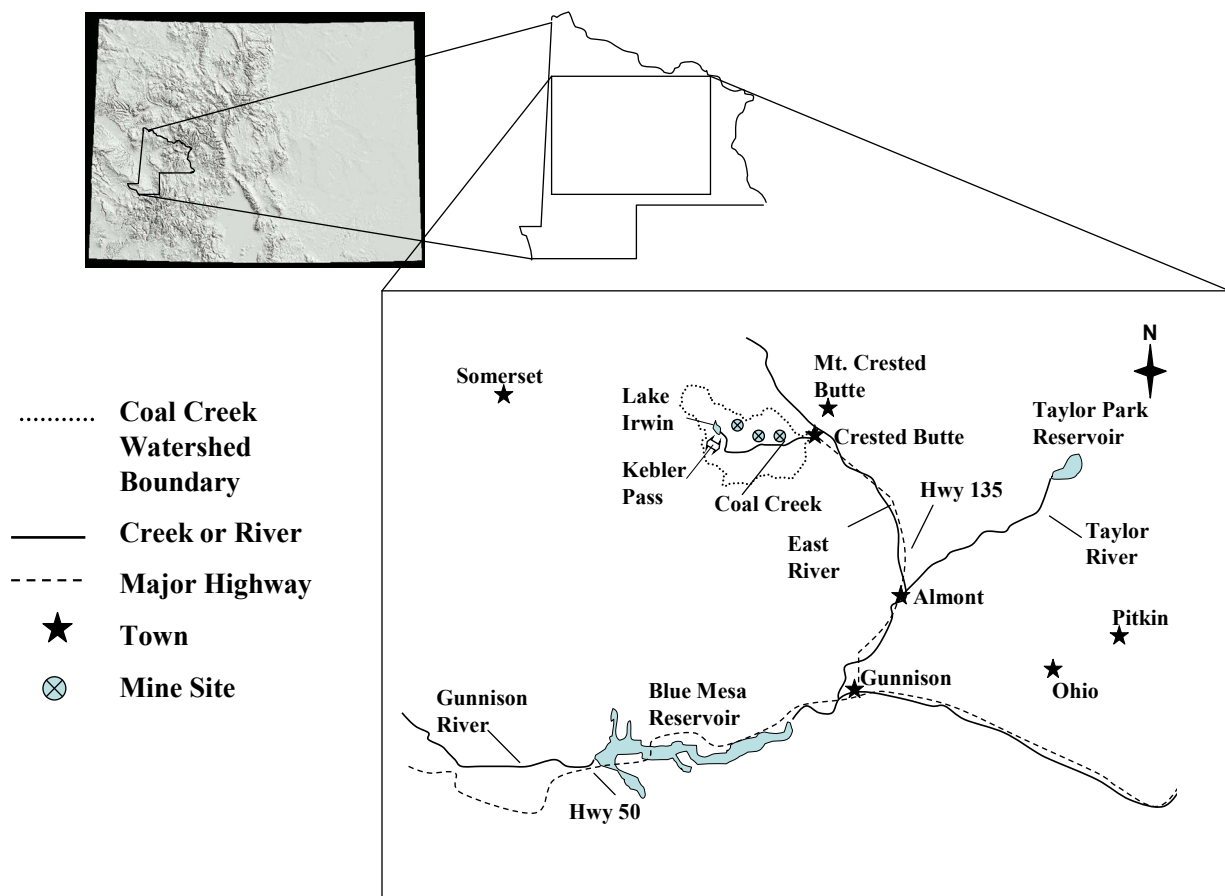 Coal Creek
Watershed
Boundary
Creek or River
Major Highway
Town
Mine Site
N
Somerset
Mt. Crested
Butte
Lake
Irwin
Crested Butte
Taylor Park
Reservoir
Kebler
Pass
Coal Creek
Hwy 135
East
River
Taylor
River
Almont
Pitkin
Ohio
Gunnison
Blue Mesa
Reservoir
Gunnison
River
Hwy 50